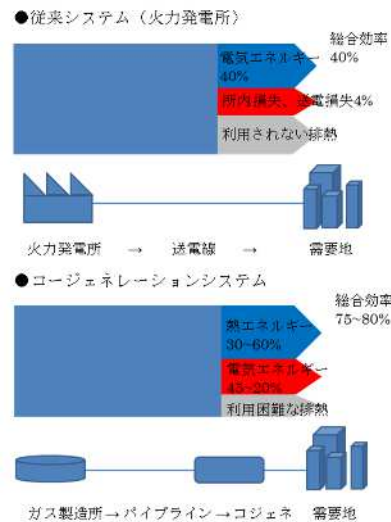 ●従来システム（火力発電所）
総合効率
40%
電気エネルギー
40%
所内損失、送電損失4%
利用されない排熱
火力発電所 → 送電線 → 需要地
●コージェネレーションシステム
総合効率
75~80%
熱エネルギー
30~60%
電気エネルギー
45~20%
利用困難な排熱
ガス製造所→パイプライン→コジェネ 需要地